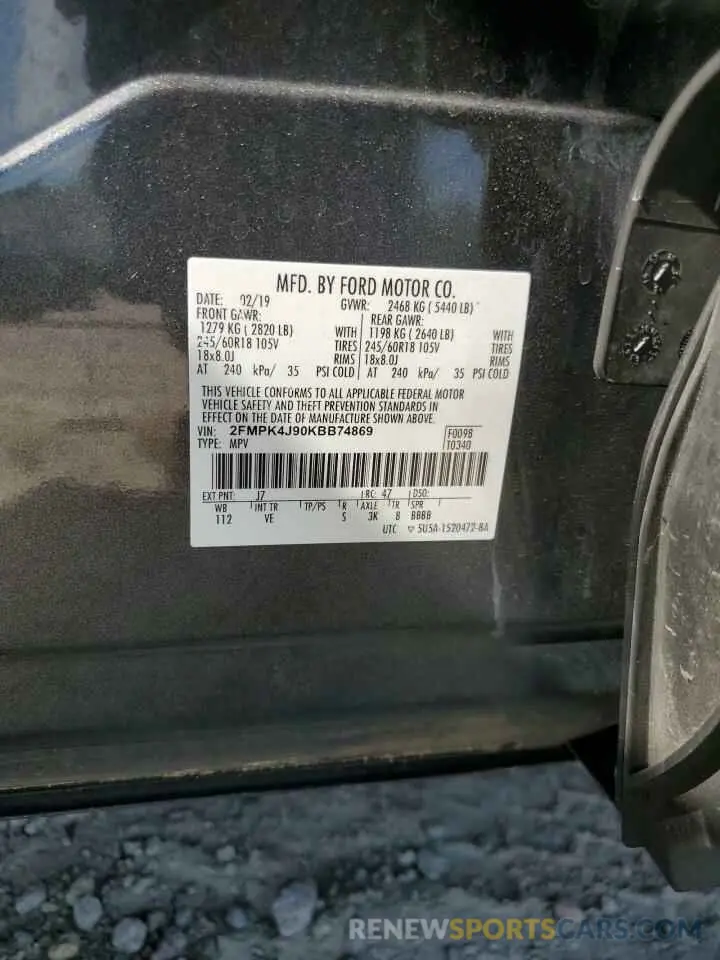 MFD. BY FORD MOTOR CO.
DATE: 02/19 GVWR: 2468 KG ( 5440 LB)
FRONT GAWR: REAR GAWR:
1279 KG ( 2820 LB) WITH 1198 KG ( 2640 LB) WITH
245/60R18 105V TIRES 245/60R18 105V TIRES
18x8.0J RIMS 18x8.0J RIMS
AT 240 kPa/ 35 PSI COLD AT 240 kPa/ 35 PSI COLD
THIS VEHICLE CONFORMS TO ALL APPLICABLE FEDERAL MOTOR
VEHICLE SAFETY AND THEFT PREVENTION STANDARDS IN
EFFECT ON THE DATE OF MANUFACTURE SHOWN ABOVE.
VIN: 2FMPK4J90KBB74869 F0098
TYPE: MPV T0340
EXT PNT: J7 RC: 47 DSO:
WB INT TR TP/PS R AXLE TR SPR
112 VE S 3K 8 BBBB
UTC ▽ 5U5A-1520472-BA
RENEWSPORTSCARS.COM